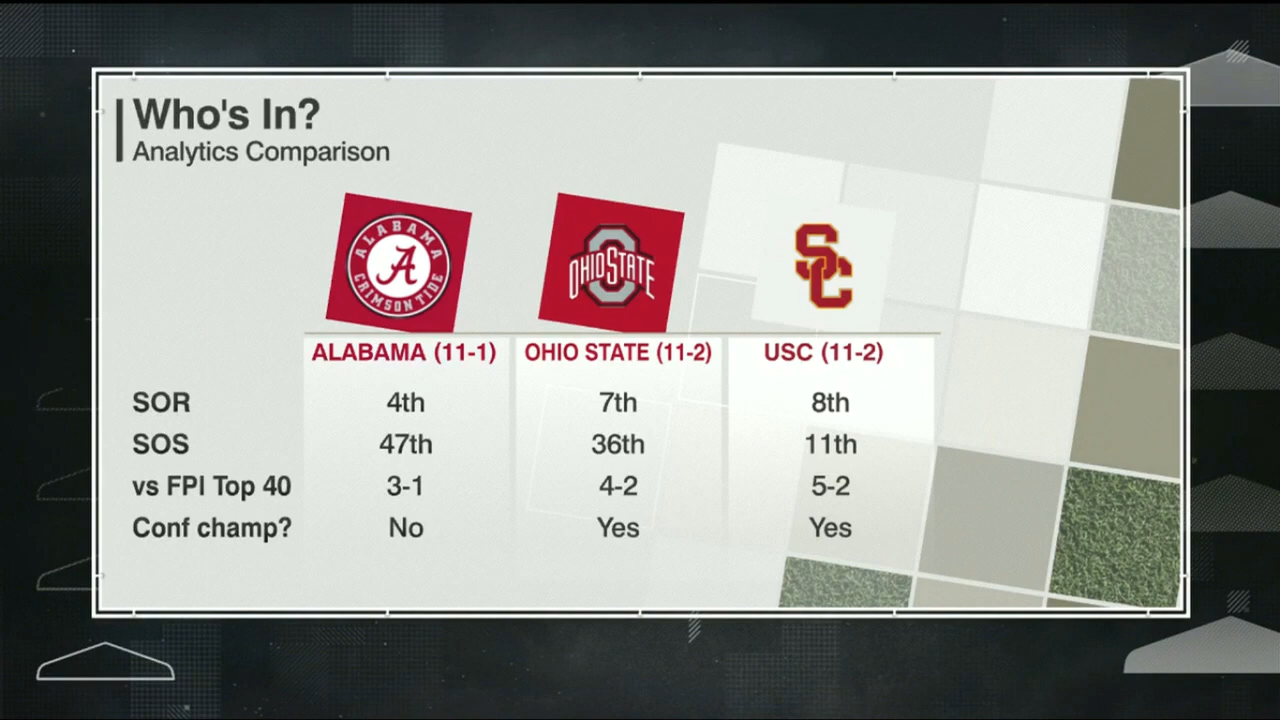 Who's In?
Analytics Comparison
ALABAMA
A
CRIMSON TIDE
OHIO STATE
SC
ALABAMA (11-1) OHIO STATE (11-2) USC (11-2)
SOR 4th 7th 8th
SOS 47th 36th 11th
vs FPI Top 40 3-1 4-2 5-2
Conf champ? No Yes Yes